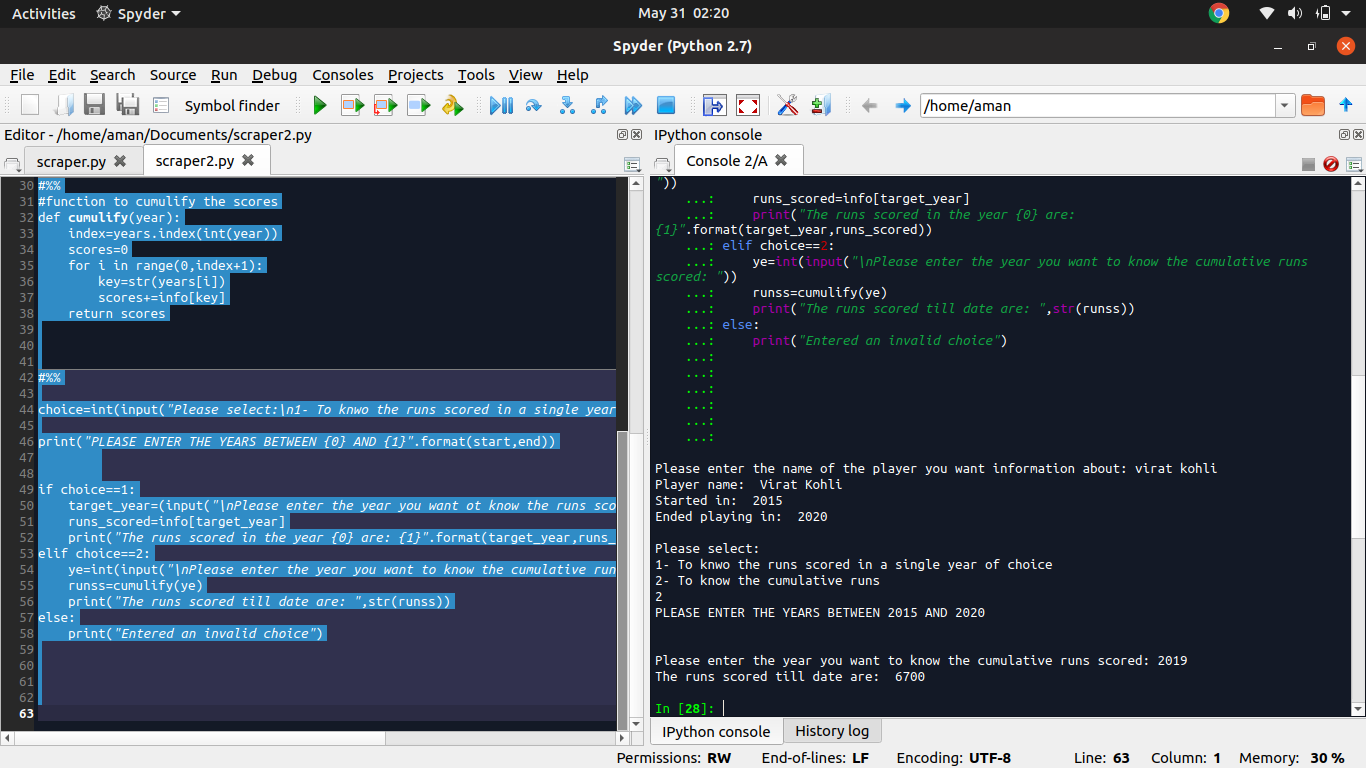 Activities Spyder May 31 02:20
Spyder (Python 2.7)
File Edit Search Source Run Debug Consoles Projects Tools View Help
Symbol finder /home/aman
Editor - /home/aman/Documents/scraper2.py
scraper.py scraper2.py
30 #%%
31 #function to cumulify the scores
32 def cumulify(year):
33     index=years.index(int(year))
34     scores=0
35     for i in range(0,index+1):
36         key=str(years[i])
37         scores+=info[key]
38     return scores
39
40
41
42 #%%
43
44 choice=int(input("Please select:\n1- To knwo the runs scored in a single year
45
46 print("PLEASE ENTER THE YEARS BETWEEN {0} AND {1}".format(start,end))
47
48
49 if choice==1:
50     target_year=(input("\nPlease enter the year you want ot know the runs sco
51     runs_scored=info[target_year]
52     print("The runs scored in the year {0} are: {1}".format(target_year,runs_
53 elif choice==2:
54     ye=int(input("\nPlease enter the year you want to know the cumulative run
55     runss=cumulify(ye)
56     print("The runs scored till date are: ",str(runss))
57 else:
58     print("Entered an invalid choice")
59
60
61
62
63
IPython console
Console 2/A
"))
...:     runs_scored=info[target_year]
...:     print("The runs scored in the year {0} are:
{1}".format(target_year,runs_scored))
...: elif choice==2:
...:     ye=int(input("\nPlease enter the year you want to know the cumulative runs
scored: "))
...:     runss=cumulify(ye)
...:     print("The runs scored till date are: ",str(runss))
...: else:
...:     print("Entered an invalid choice")
...:
...:
...:
...:
...:
...:
Please enter the name of the player you want information about: virat kohli
Player name:  Virat Kohli
Started in:  2015
Ended playing in:  2020
Please select:
1- To knwo the runs scored in a single year of choice
2- To know the cumulative runs
2
PLEASE ENTER THE YEARS BETWEEN 2015 AND 2020
Please enter the year you want to know the cumulative runs scored: 2019
The runs scored till date are:  6700
In [28]:
IPython console History log
Permissions: RW End-of-lines: LF Encoding: UTF-8 Line: 63 Column: 1 Memory: 30 %